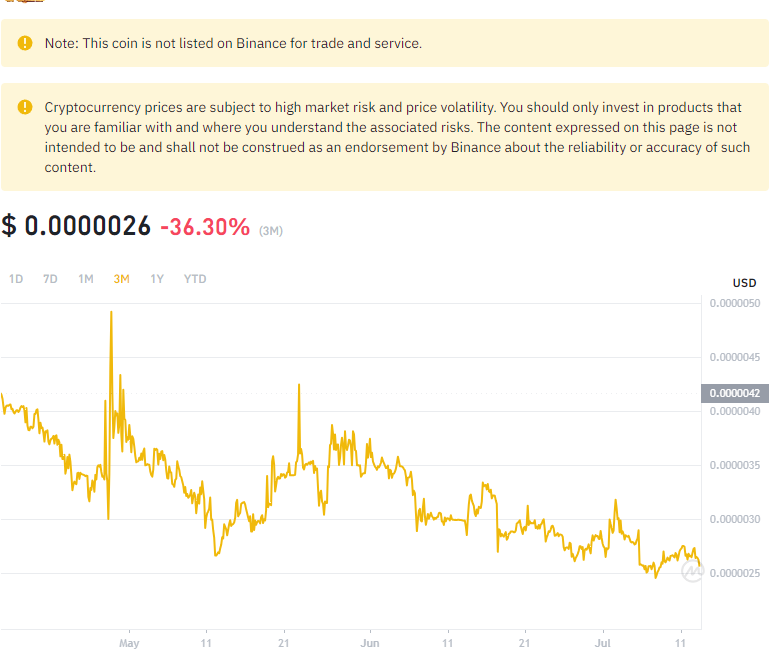 Note: This coin is not listed on Binance for trade and service.
Cryptocurrency prices are subject to high market risk and price volatility. You should only invest in products that
you are familiar with and where you understand the associated risks. The content expressed on this page is not
intended to be and shall not be construed as an endorsement by Binance about the reliability or accuracy of such
content.
$ 0.0000026 -36.30% (3M)
1D 7D 1M 3M 1Y YTD
USD
0.0000050
0.0000045
0.0000042
0.0000040
0.0000035
0.0000030
0.0000025
May 11 21 Jun 11 21 Jul 11